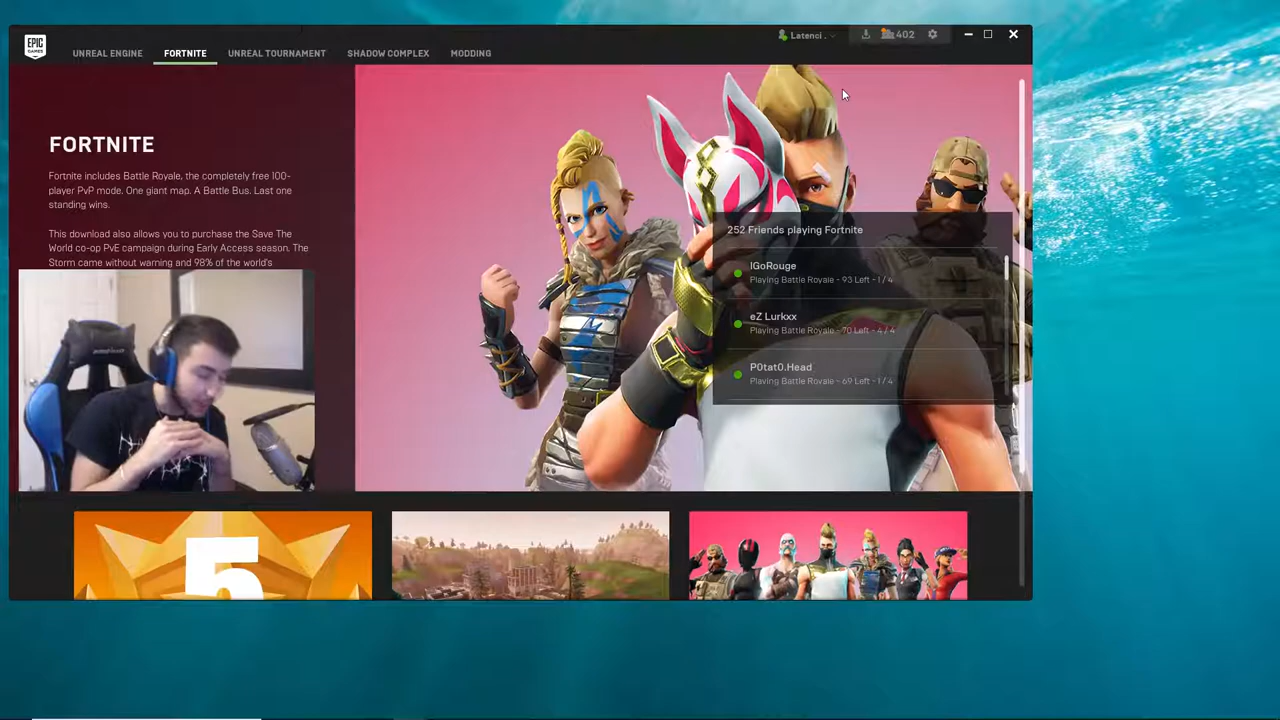 EPIC
GAMES
UNREAL ENGINE
FORTNITE
UNREAL TOURNAMENT
SHADOW COMPLEX
MODDING
Latenci .
402
FORTNITE
Fortnite includes Battle Royale, the completely free 100-
player PvP mode. One giant map. A Battle Bus. Last one
standing wins.
This download also allows you to purchase the Save The
World co-op PvE campaign during Early Access season. The
Storm came without warning and 98% of the world's
252 Friends playing Fortnite
IGoRouge
Playing Battle Royale - 93 Left - 1 / 4
eZ Lurkxx
Playing Battle Royale - 70 Left - 4 / 4
P0tat0.Head
Playing Battle Royale - 69 Left - 1 / 4
5